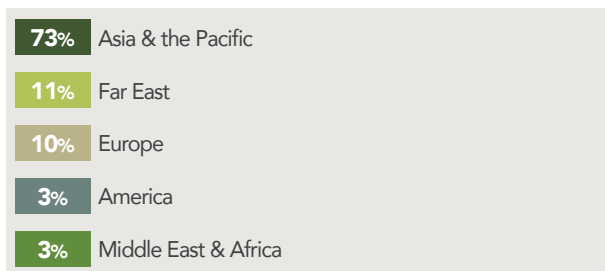 73% Asia & the Pacific
11% Far East
10% Europe
3% America
3% Middle East & Africa